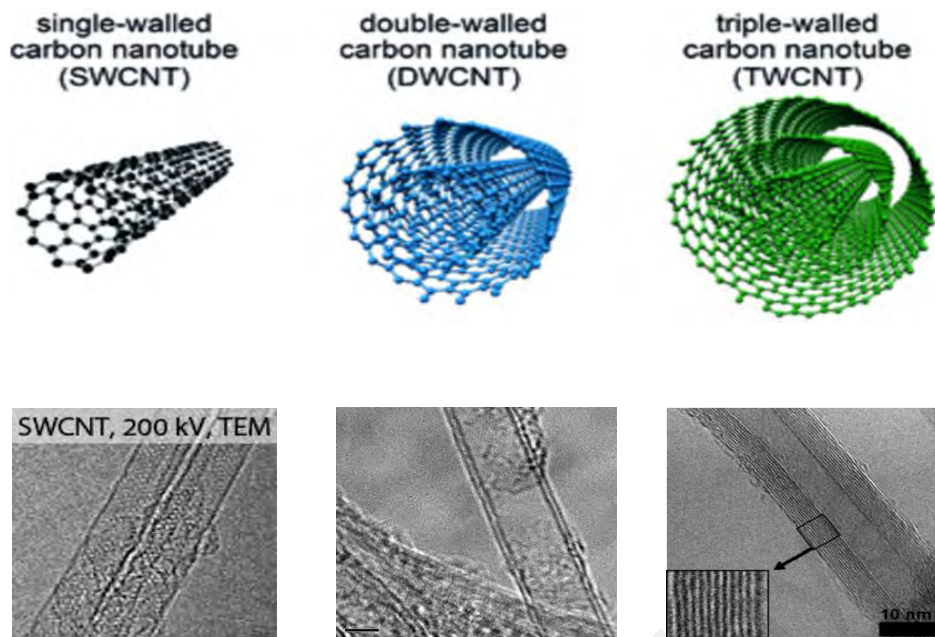 single-walled
carbon nanotube
(SWCNT)
double-walled
carbon nanotube
(DWCNT)
triple-walled
carbon nanotube
(TWCNT)
SWCNT, 200 kV, TEM
10 nm